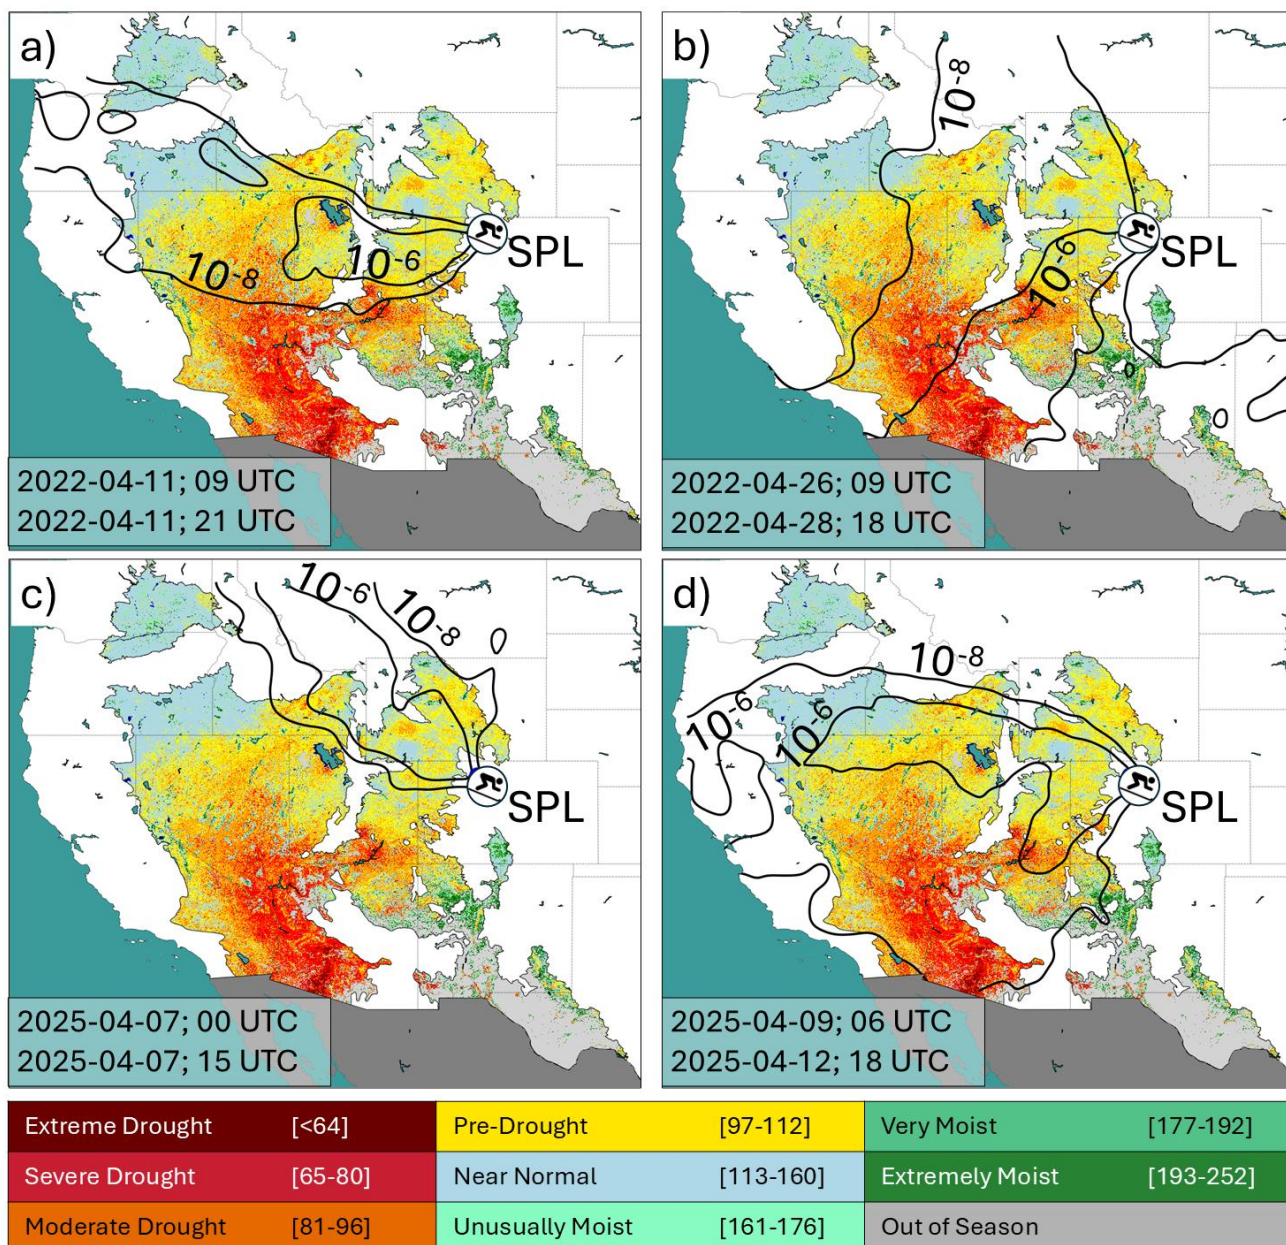 a)
10-8
10-6
SPL
2022-04-11; 09 UTC
2022-04-11; 21 UTC
b)
10-8
10-6
SPL
2022-04-26; 09 UTC
2022-04-28; 18 UTC
c)
10-6
10-8
SPL
2025-04-07; 00 UTC
2025-04-07; 15 UTC
d)
10-8
10-6
10-6
SPL
2025-04-09; 06 UTC
2025-04-12; 18 UTC
Extreme Drought [<64] Pre-Drought [97-112] Very Moist [177-192]
Severe Drought [65-80] Near Normal [113-160] Extremely Moist [193-252]
Moderate Drought [81-96] Unusually Moist [161-176] Out of Season